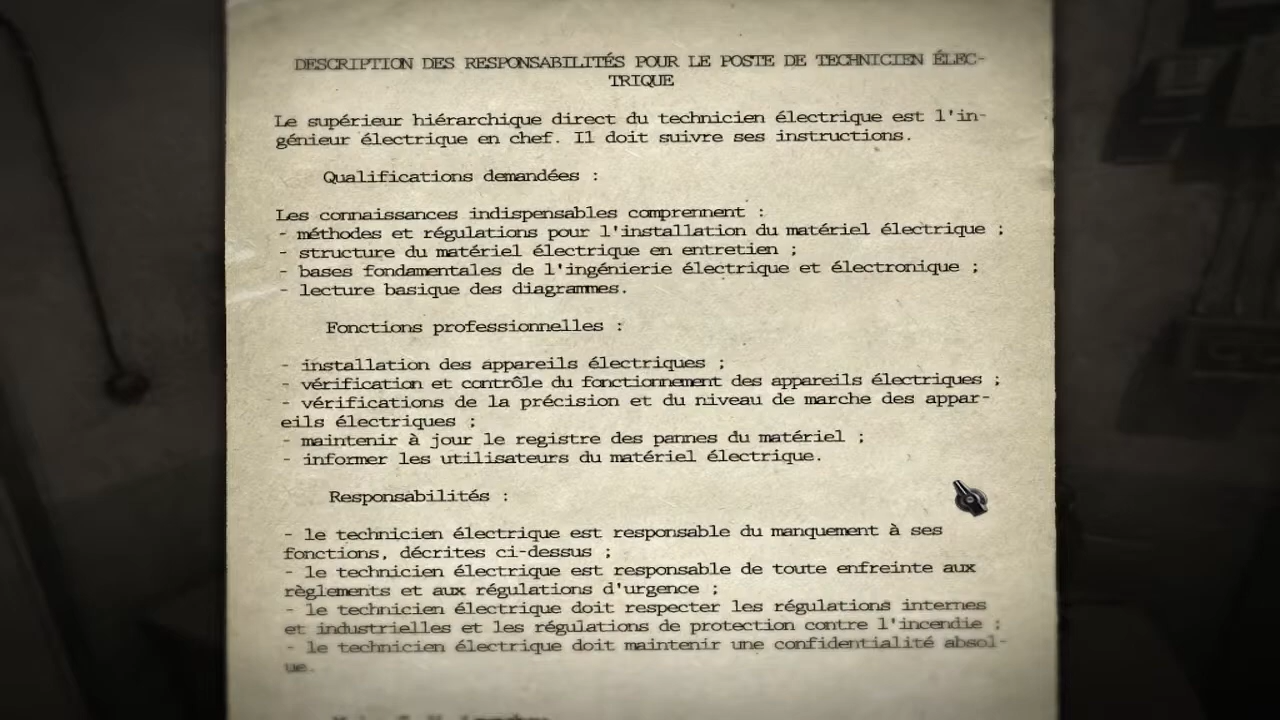 DESCRIPTION DES RESPONSABILITÉS POUR LE POSTE DE TECHNICIEN ÉLEC-
TRIQUE
Le supérieur hiérarchique direct du technicien électrique est l'in-
génieur électrique en chef. Il doit suivre ses instructions.
Qualifications demandées :
Les connaissances indispensables comprennent :
- méthodes et régulations pour l'installation du matériel électrique ;
- structure du matériel électrique en entretien ;
- bases fondamentales de l'ingénierie électrique et électronique ;
- lecture basique des diagrammes.
Fonctions professionnelles :
- installation des appareils électriques ;
- vérification et contrôle du fonctionnement des appareils électriques ;
- vérifications de la précision et du niveau de marche des appar-
eils électriques ;
- maintenir à jour le registre des pannes du matériel ;
- informer les utilisateurs du matériel électrique.
Responsabilités :
- le technicien électrique est responsable du manquement à ses
fonctions, décrites ci-dessus ;
- le technicien électrique est responsable de toute enfreinte aux
règlements et aux régulations d'urgence ;
- le technicien électrique doit respecter les régulations internes
et industrielles et les régulations de protection contre l'incendie ;
- le technicien électrique doit maintenir une confidentialité absol-
ue.